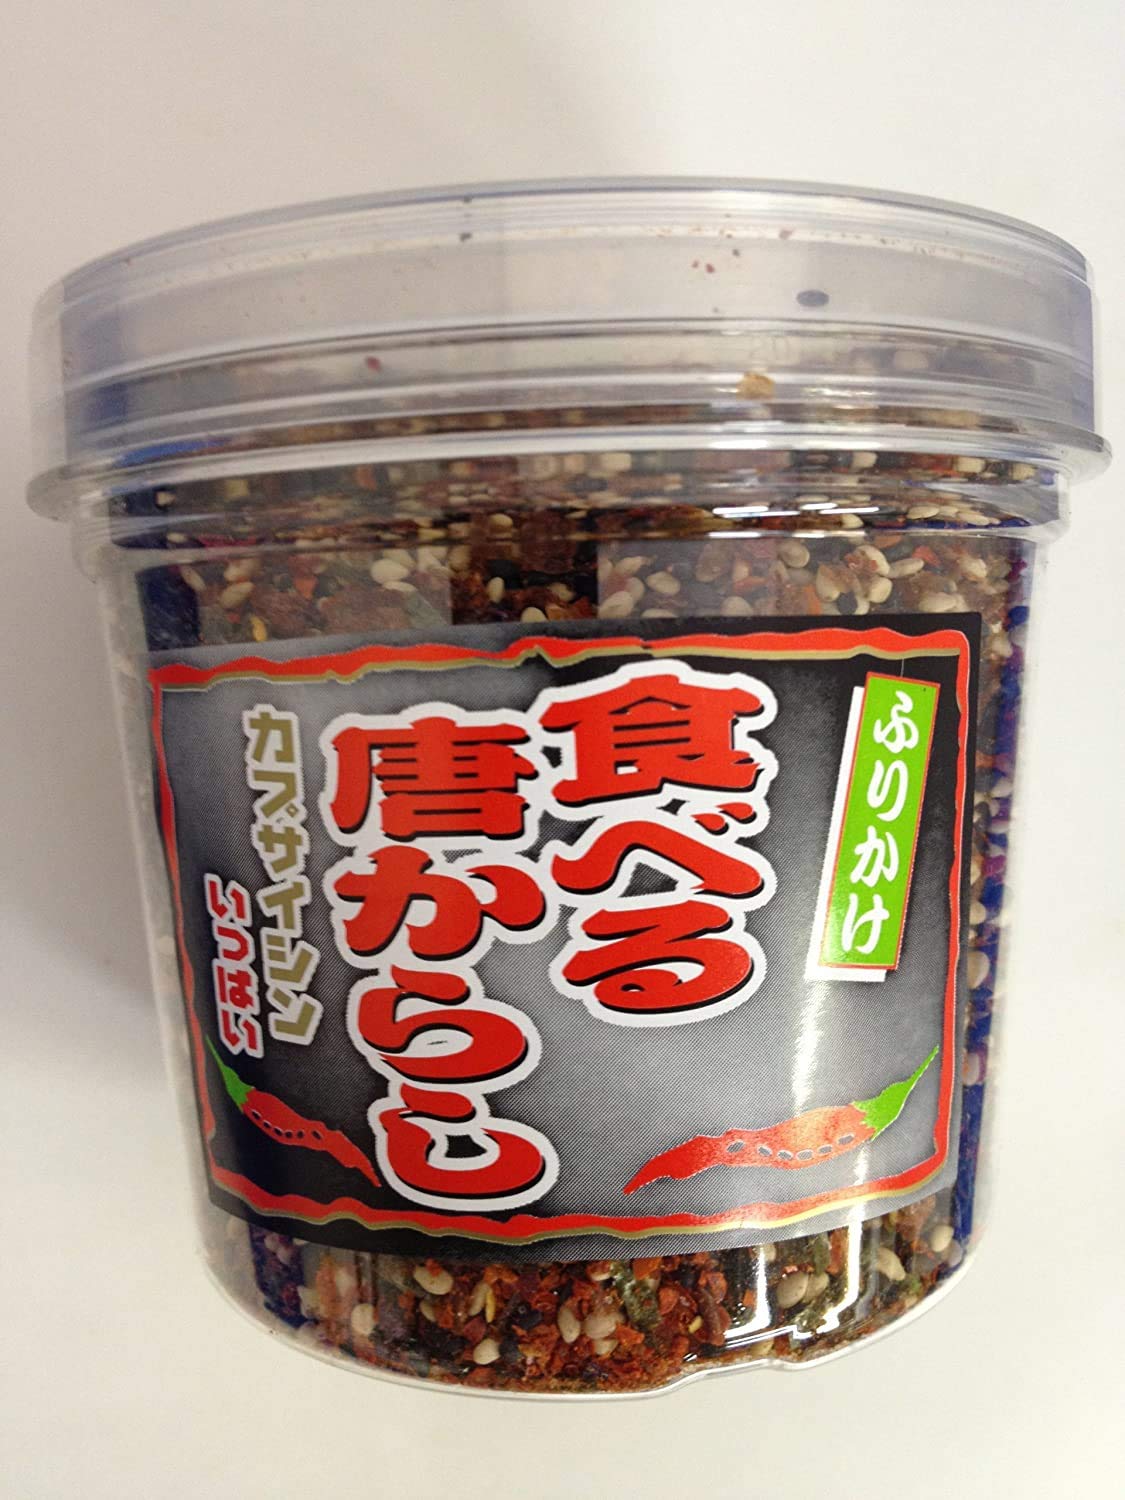 ふりかけ
食べる
唐からし
カプサイシン
いっぱい